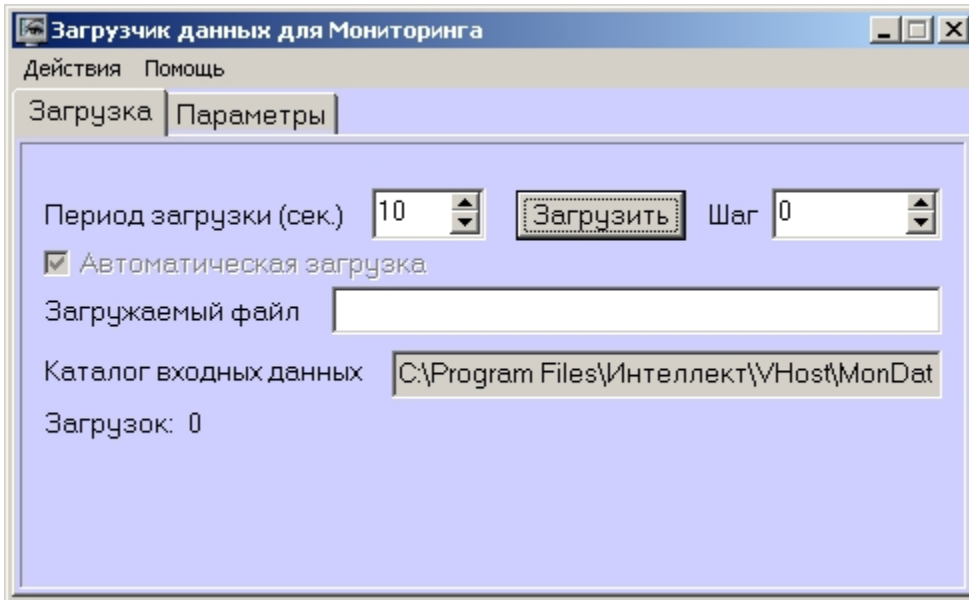 Загрузчик данных для Мониторинга
Действия Помощь
Загрузка Параметры
Период загрузки (сек.) 10 Загрузить Шаг 0
Автоматическая загрузка
Загружаемый файл
Каталог входных данных C:\Program Files\Интеллект\VHost\MonDat
Загрузок: 0